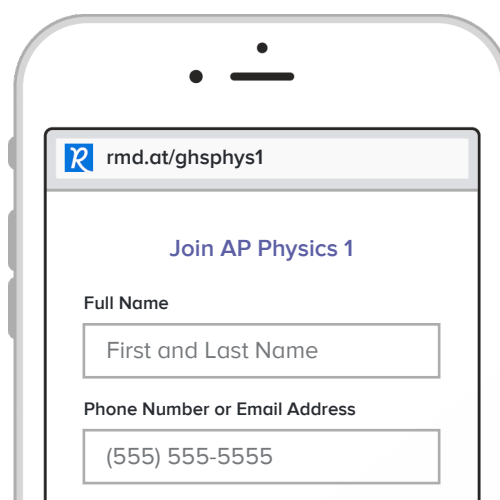 rmd.at/ghsphys1
Join AP Physics 1
Full Name
First and Last Name
Phone Number or Email Address
(555) 555-5555